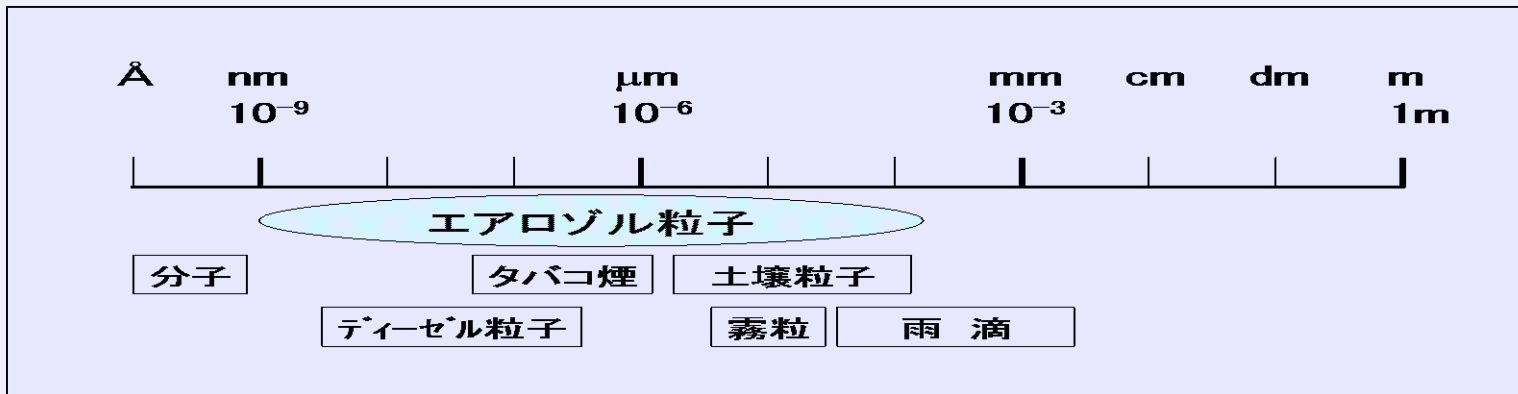 Å nm μm mm cm dm m
10⁻⁹ 10⁻⁶ 10⁻³ 1m
エアロゾル粒子
分子 タバコ煙 土壌粒子
ディーゼル粒子 霧粒 雨 滴